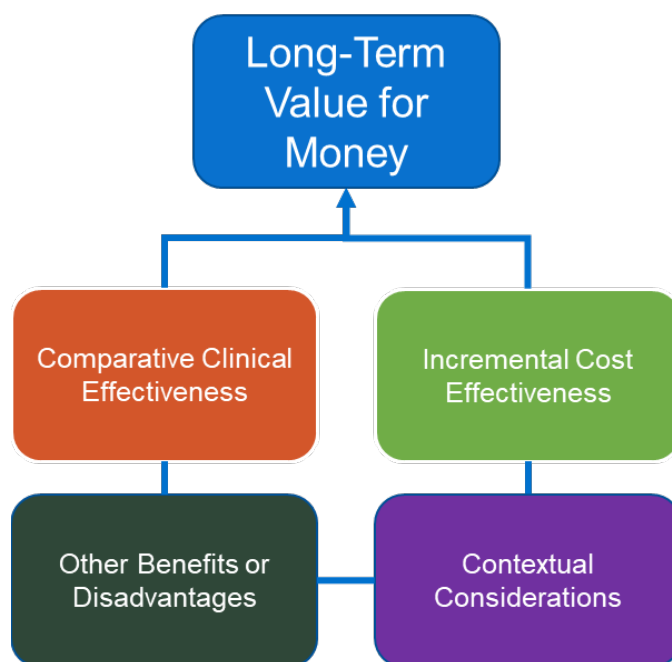 Long-Term
Value for
Money
Comparative Clinical
Effectiveness
Incremental Cost
Effectiveness
Other Benefits or
Disadvantages
Contextual
Considerations